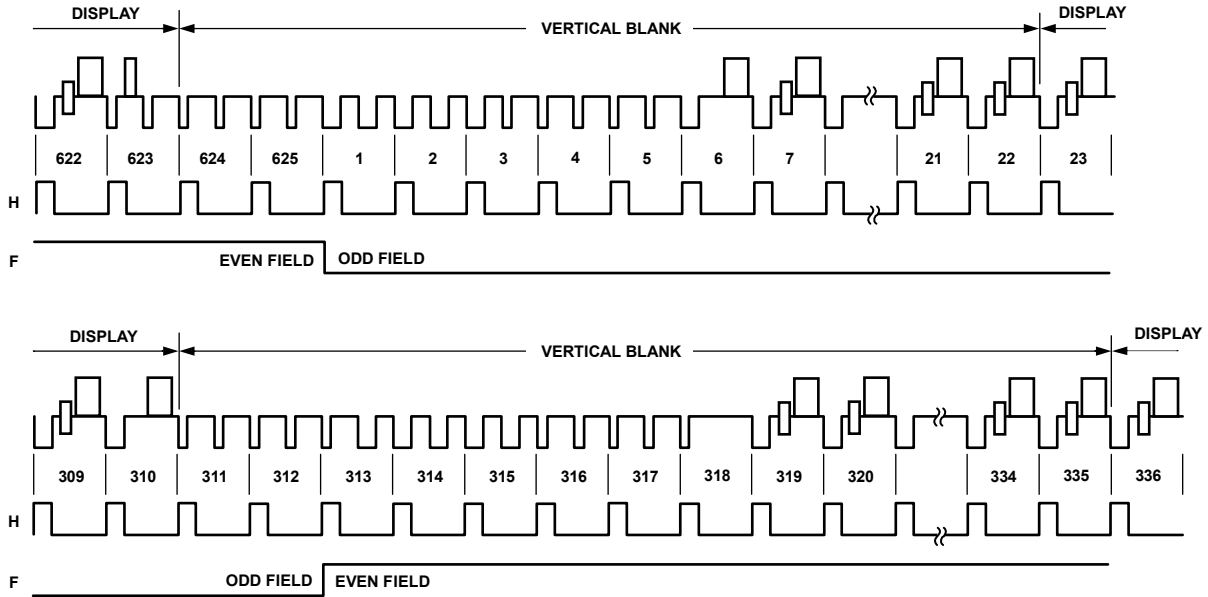 DISPLAY VERTICAL BLANK DISPLAY
622 623 624 625 1 2 3 4 5 6 7 21 22 23
H
F EVEN FIELD ODD FIELD
DISPLAY VERTICAL BLANK DISPLAY
309 310 311 312 313 314 315 316 317 318 319 320 334 335 336
H
F ODD FIELD EVEN FIELD